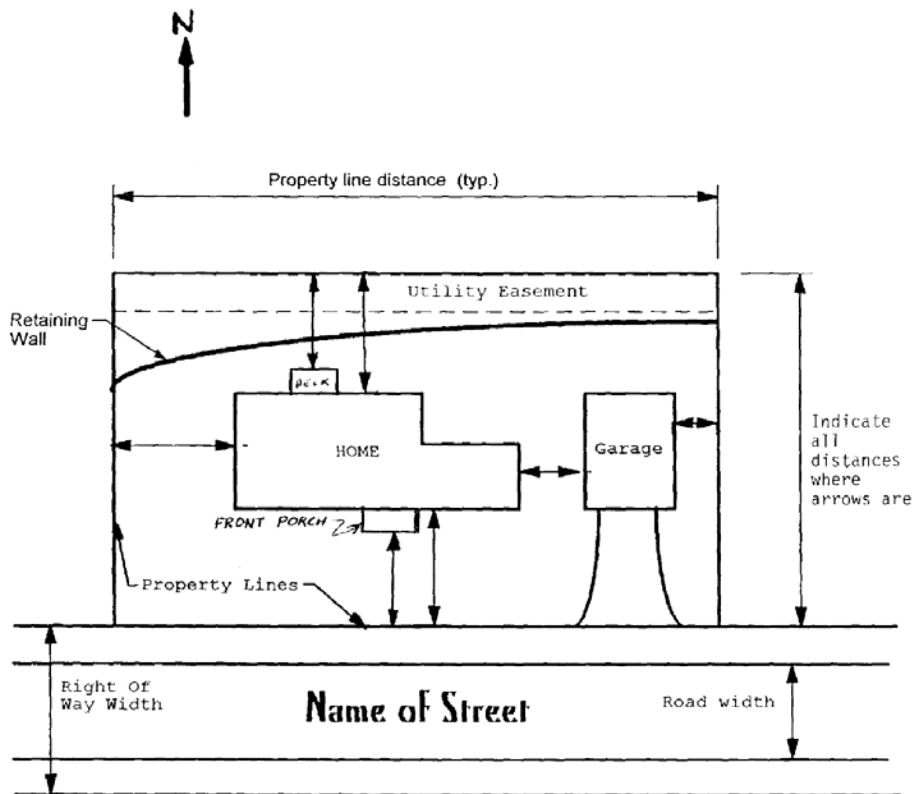 N
Property line distance (typ.)
Utility Easement
Retaining
Wall
DECK
HOME
Garage
Indicate
all
distances
where
arrows are
FRONT PORCH
Property Lines
Right Of
Way Width
Name of Street
Road width